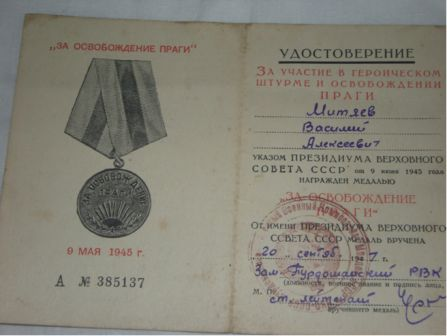 „ЗА ОСВОБОЖДЕНИЕ ПРАГИ"
ЗА ОСВОБОЖДЕНИЕ
ПРАГИ
9 МАЯ 1945 г.
А № 385137
УДОСТОВЕРЕНИЕ
ЗА УЧАСТИЕ В ГЕРОИЧЕСКОМ
ШТУРМЕ И ОСВОБОЖДЕНИИ
ПРАГИ
Митяев
Василий
Алексеевич
УКАЗОМ ПРЕЗИДИУМА ВЕРХОВНОГО
СОВЕТА СССР от 9 июня 1945 года
НАГРАЖДЕН МЕДАЛЬЮ
„ЗА ОСВОБОЖДЕНИЕ
ПРАГИ"
От имени ПРЕЗИДИУМА ВЕРХОВНОГО
СОВЕТА СССР МЕДАЛЬ ВРУЧЕНА
„20" сентяб. 194 г.
Зам. РВК
(должность, воинское звание и подпись лица,
М. П.
ст. лейтенант
вручившего медаль)